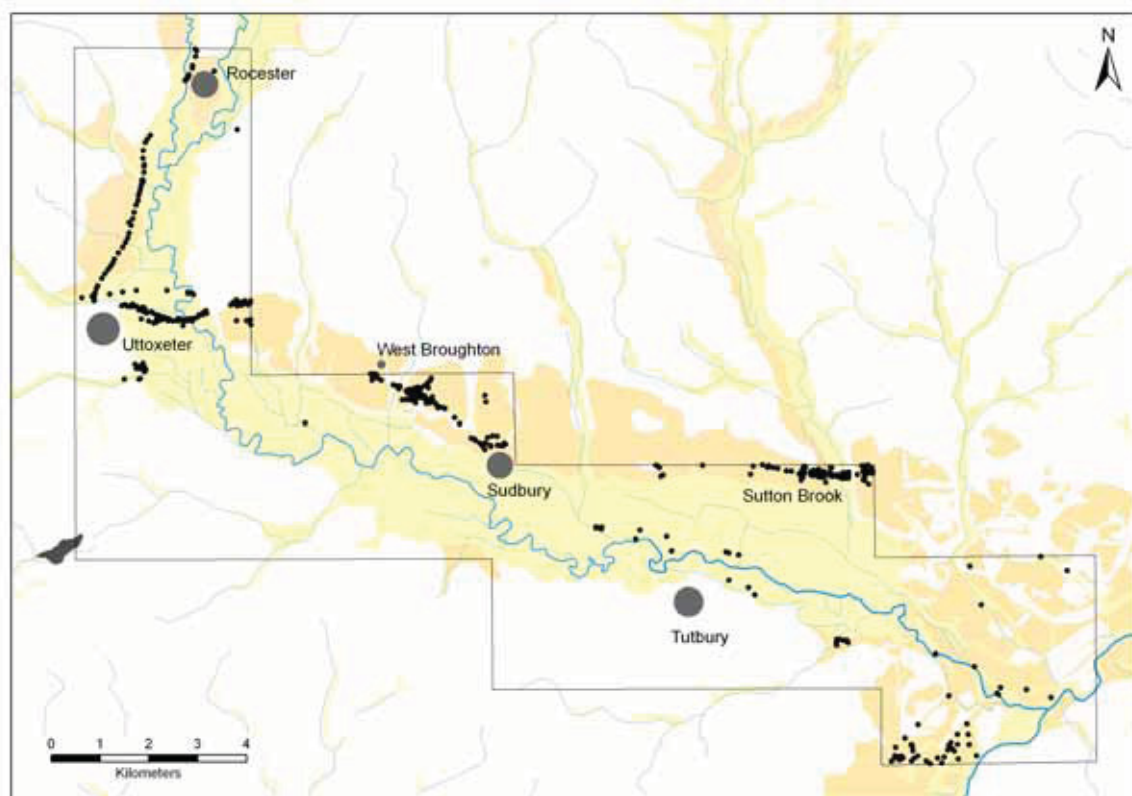 N
Rocester
Uttoxeter
West Broughton
Sudbury
Sutton Brook
Tutbury
0 1 2 3 4
Kilometers